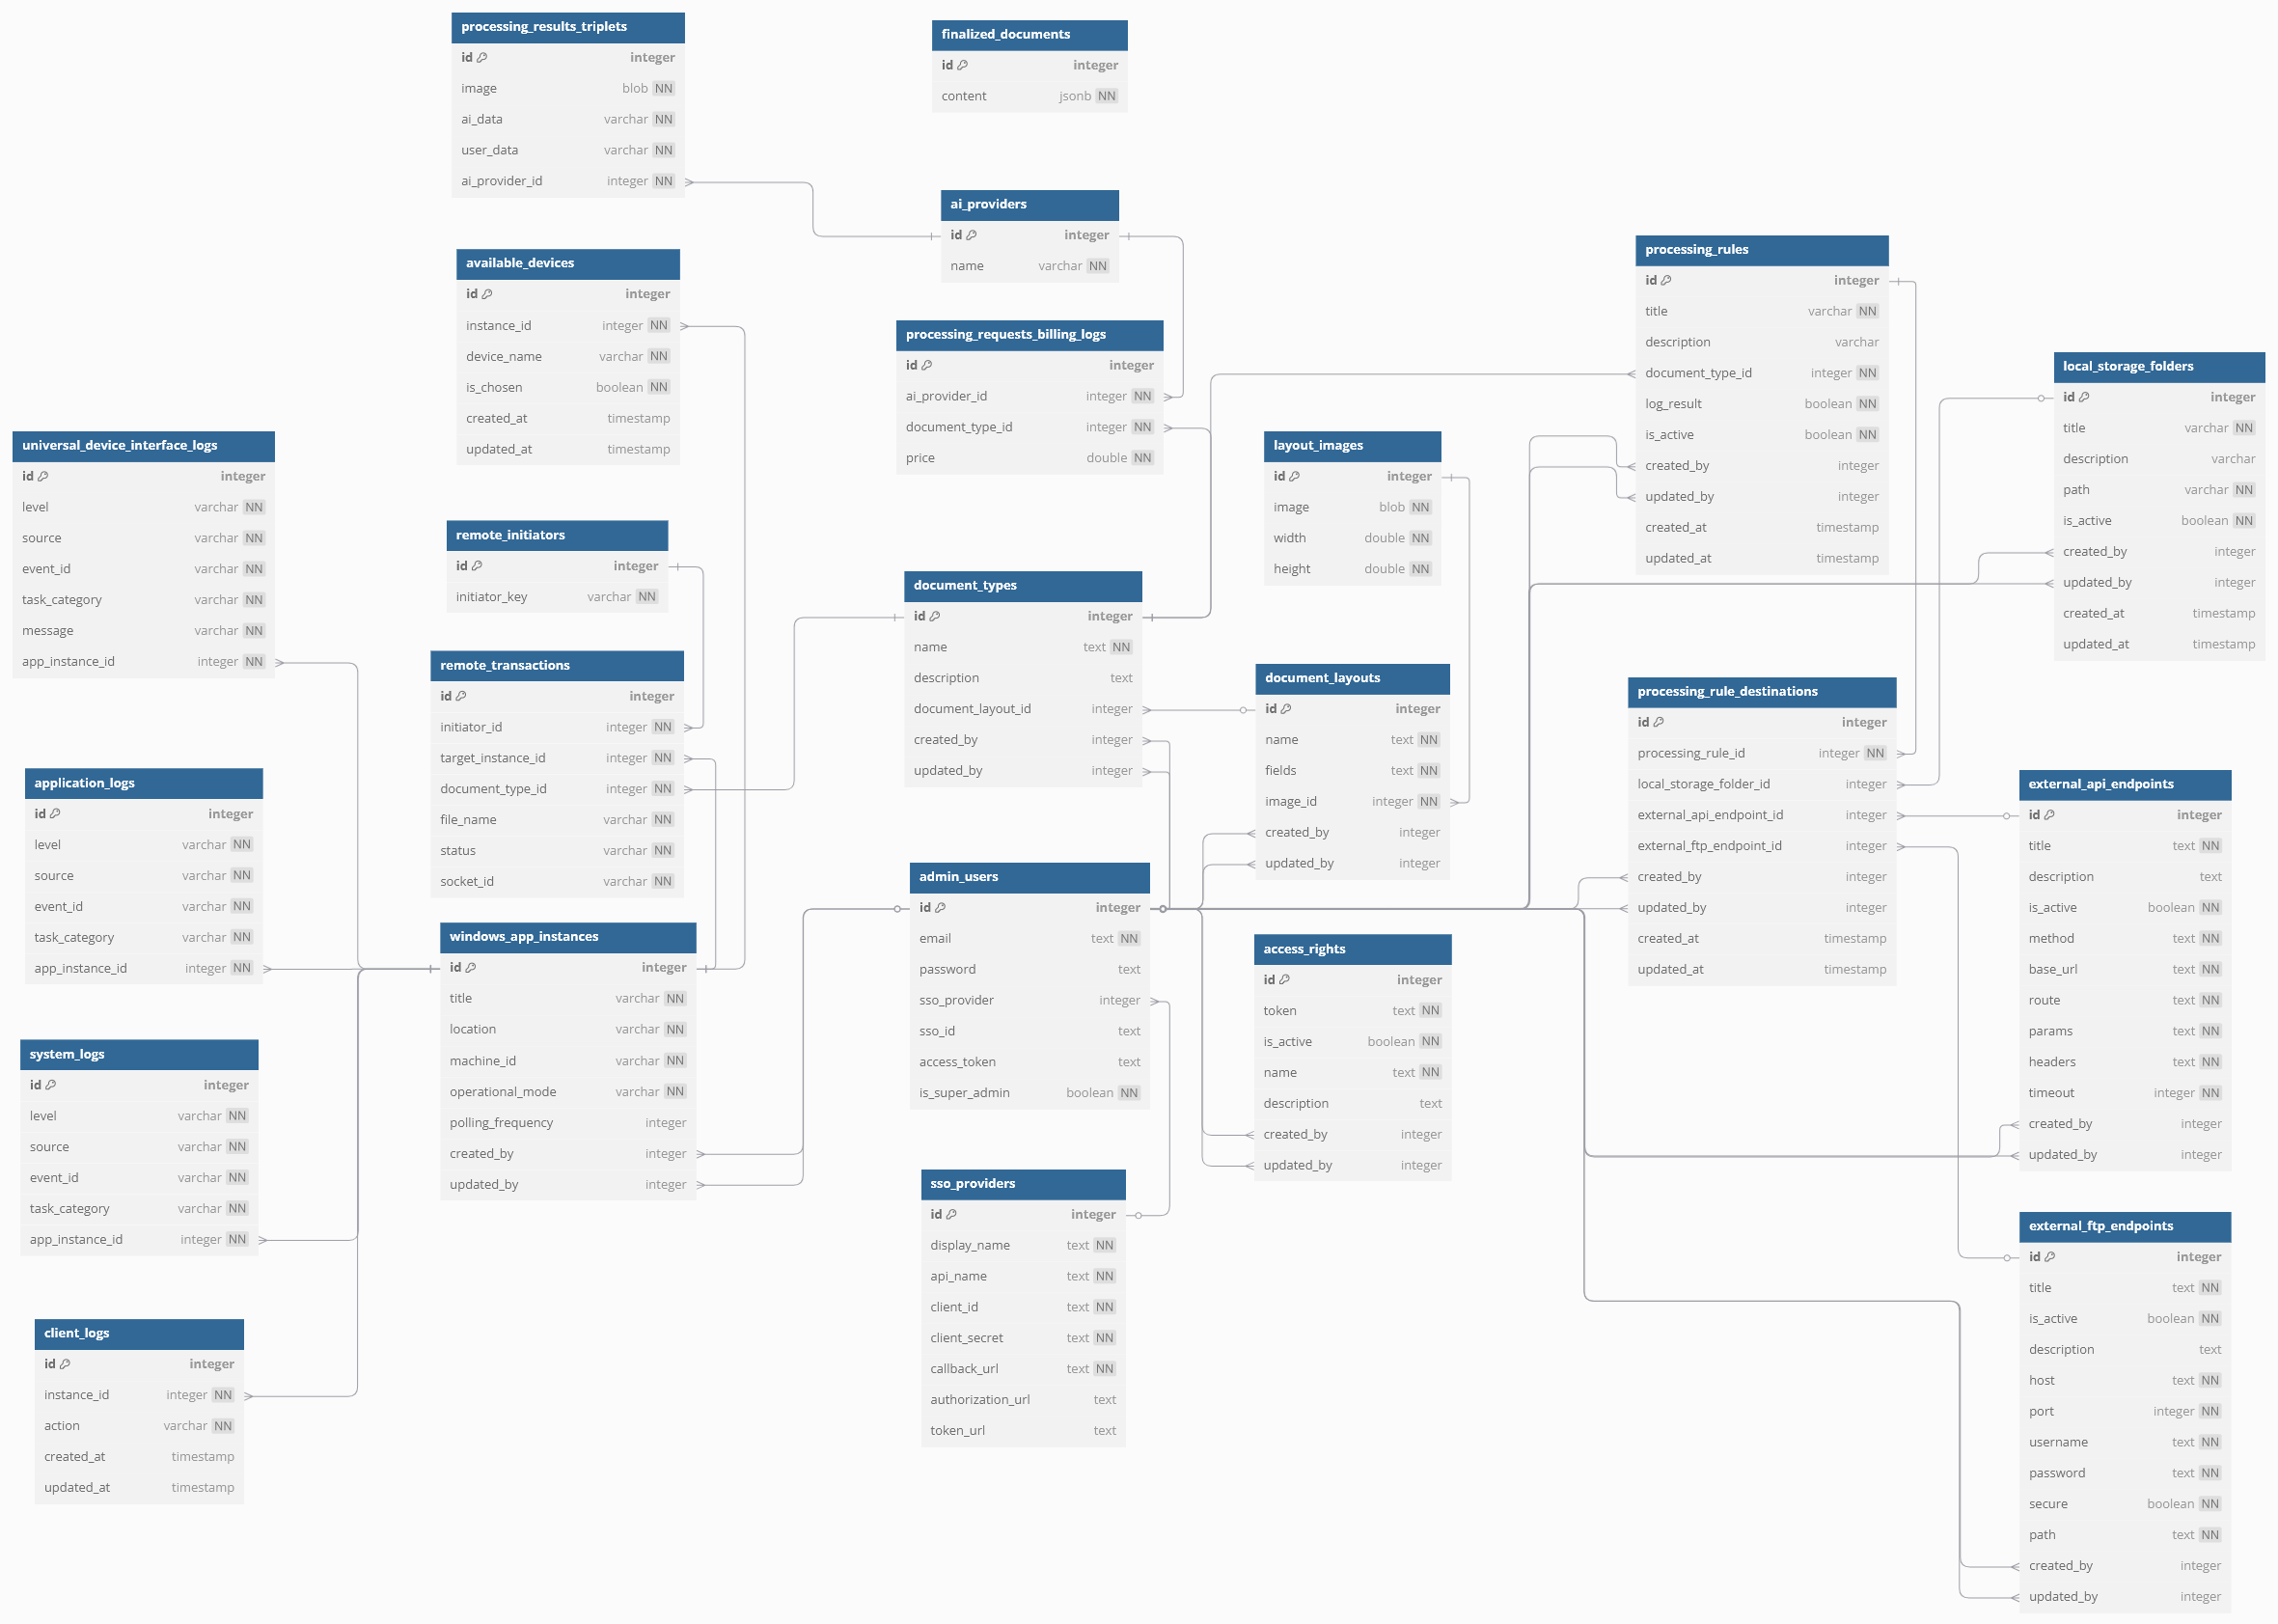 processing_results_triplets
id integer
image blob NN
ai_data varchar NN
user_data varchar NN
ai_provider_id integer NN
finalized_documents
id integer
content jsonb NN
ai_providers
id integer
name varchar NN
available_devices
id integer
instance_id integer NN
device_name varchar NN
is_chosen boolean NN
created_at timestamp
updated_at timestamp
processing_requests_billing_logs
id integer
ai_provider_id integer NN
document_type_id integer NN
price double NN
processing_rules
id integer
title varchar NN
description varchar
document_type_id integer NN
log_result boolean NN
is_active boolean NN
created_by integer
updated_by integer
created_at timestamp
updated_at timestamp
local_storage_folders
id integer
title varchar NN
description varchar
path varchar NN
is_active boolean NN
created_by integer
updated_by integer
created_at timestamp
updated_at timestamp
universal_device_interface_logs
id integer
level varchar NN
source varchar NN
event_id varchar NN
task_category varchar NN
message varchar NN
app_instance_id integer NN
layout_images
id integer
image blob NN
width double NN
height double NN
remote_initiators
id integer
initiator_key varchar NN
document_types
id integer
name text NN
description text
document_layout_id integer
created_by integer
updated_by integer
remote_transactions
id integer
initiator_id integer NN
target_instance_id integer NN
document_type_id integer NN
file_name varchar NN
status varchar NN
socket_id varchar NN
document_layouts
id integer
name text NN
fields text NN
image_id integer NN
created_by integer
updated_by integer
processing_rule_destinations
id integer
processing_rule_id integer NN
local_storage_folder_id integer
external_api_endpoint_id integer
external_ftp_endpoint_id integer
created_by integer
updated_by integer
created_at timestamp
updated_at timestamp
application_logs
id integer
level varchar NN
source varchar NN
event_id varchar NN
task_category varchar NN
app_instance_id integer NN
external_api_endpoints
id integer
title text NN
description text
is_active boolean NN
method text NN
base_url text NN
route text NN
params text NN
headers text NN
timeout integer NN
created_by integer
updated_by integer
admin_users
id integer
email text NN
password text
sso_provider integer
sso_id text
access_token text
is_super_admin boolean NN
windows_app_instances
id integer
title varchar NN
location varchar NN
machine_id varchar NN
operational_mode varchar NN
polling_frequency integer
created_by integer
updated_by integer
access_rights
id integer
token text NN
is_active boolean NN
name text NN
description text
created_by integer
updated_by integer
system_logs
id integer
level varchar NN
source varchar NN
event_id varchar NN
task_category varchar NN
app_instance_id integer NN
sso_providers
id integer
display_name text NN
api_name text NN
client_id text NN
client_secret text NN
callback_url text NN
authorization_url text
token_url text
external_ftp_endpoints
id integer
title text NN
is_active boolean NN
description text
host text NN
port integer NN
username text NN
password text NN
secure boolean NN
path text NN
created_by integer
updated_by integer
client_logs
id integer
instance_id integer NN
action varchar NN
created_at timestamp
updated_at timestamp